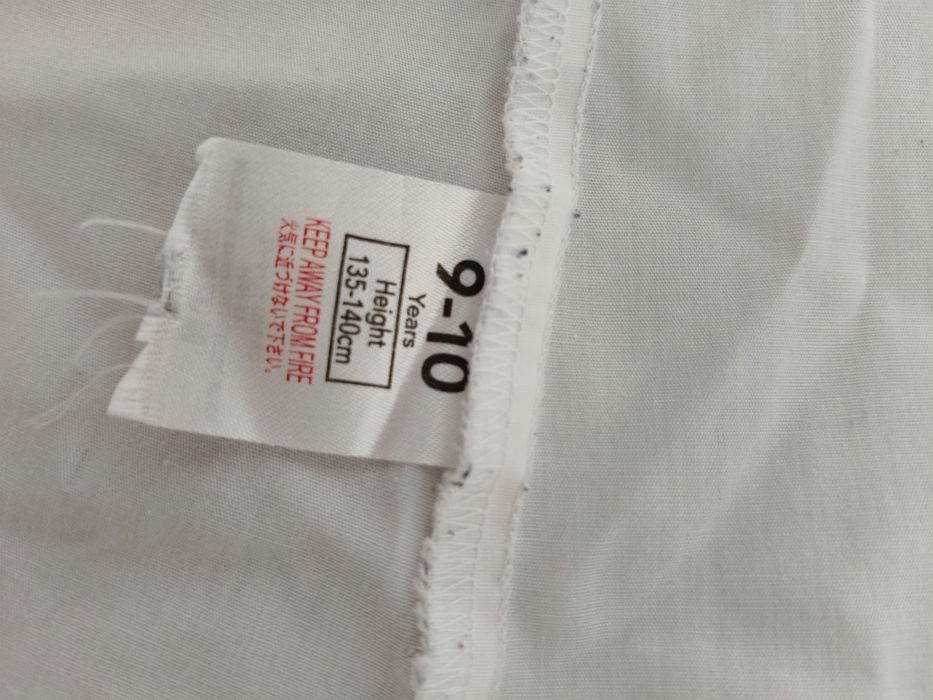 9-10
Years
Height
135-140cm
KEEP AWAY FROM FIRE
火気に近づけないで下さい。